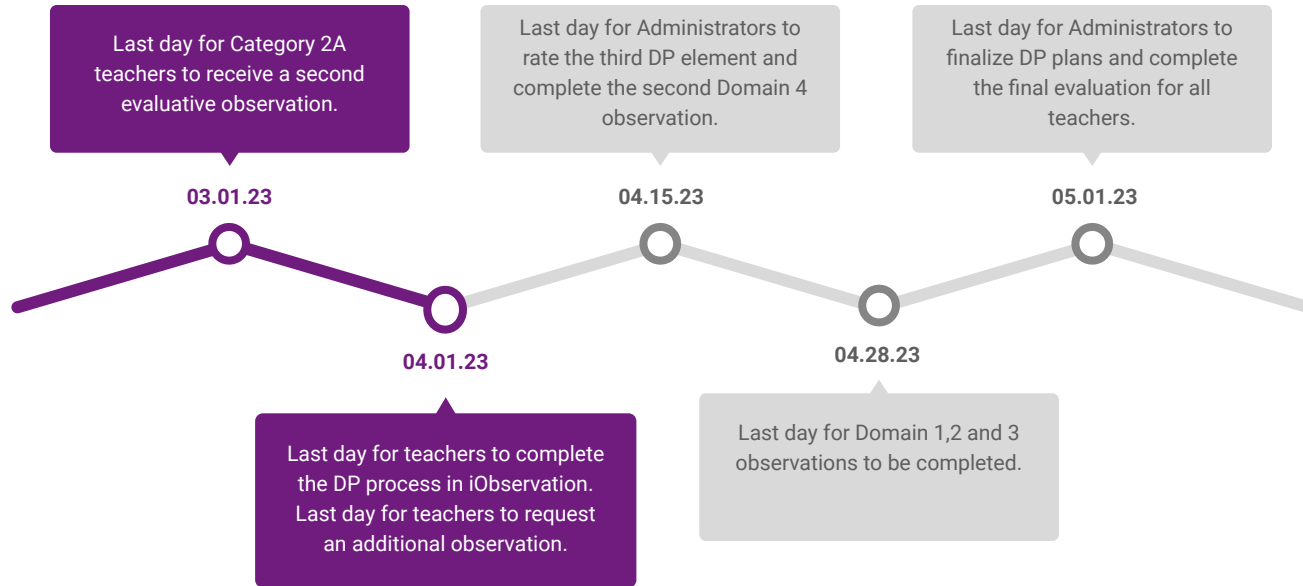 Last day for Category 2A
teachers to receive a second
evaluative observation.
03.01.23
04.01.23
Last day for teachers to complete
the DP process in iObservation.
Last day for teachers to request
an additional observation.
Last day for Administrators to
rate the third DP element and
complete the second Domain 4
observation.
04.15.23
04.28.23
Last day for Domain 1,2 and 3
observations to be completed.
Last day for Administrators to
finalize DP plans and complete
the final evaluation for all
teachers.
05.01.23